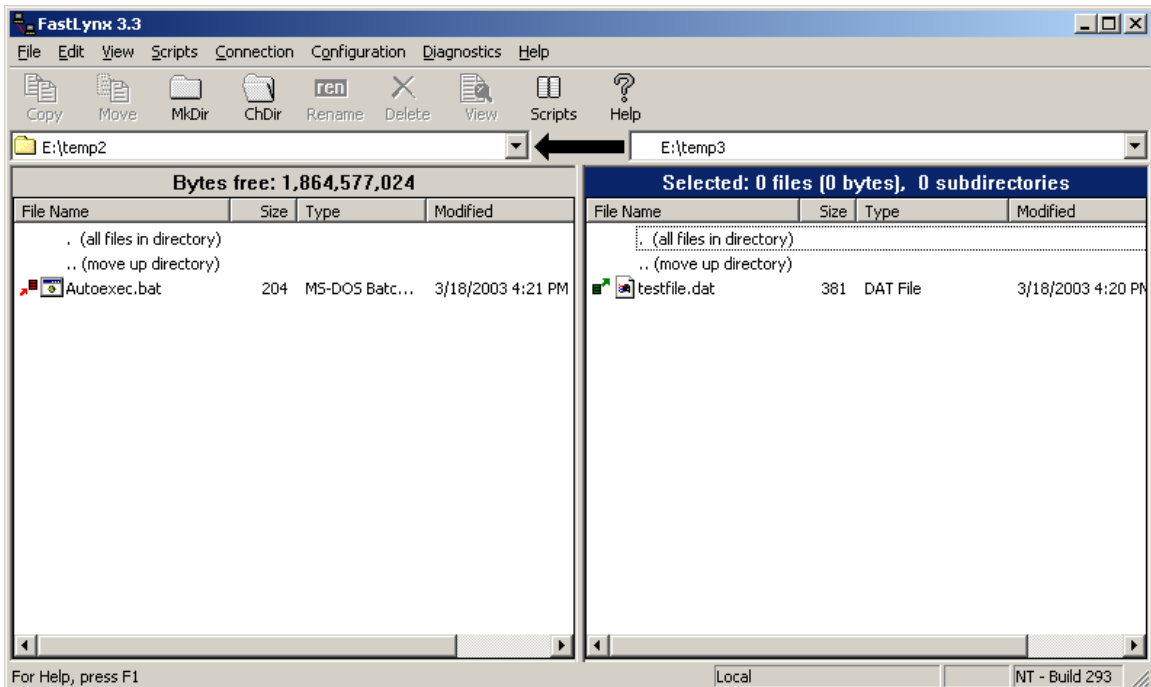 FastLynx 3.3
File Edit View Scripts Connection Configuration Diagnostics Help
ren
Copy Move MkDir ChDir Rename Delete View Scripts Help
E:\temp2 E:\temp3
Bytes free: 1,864,577,024 Selected: 0 files (0 bytes), 0 subdirectories
File Name Size Type Modified File Name Size Type Modified
. (all files in directory) . (all files in directory)
.. (move up directory) .. (move up directory)
Autoexec.bat 204 MS-DOS Batc... 3/18/2003 4:21 PM testfile.dat 381 DAT File 3/18/2003 4:20 PM
For Help, press F1 Local NT - Build 293